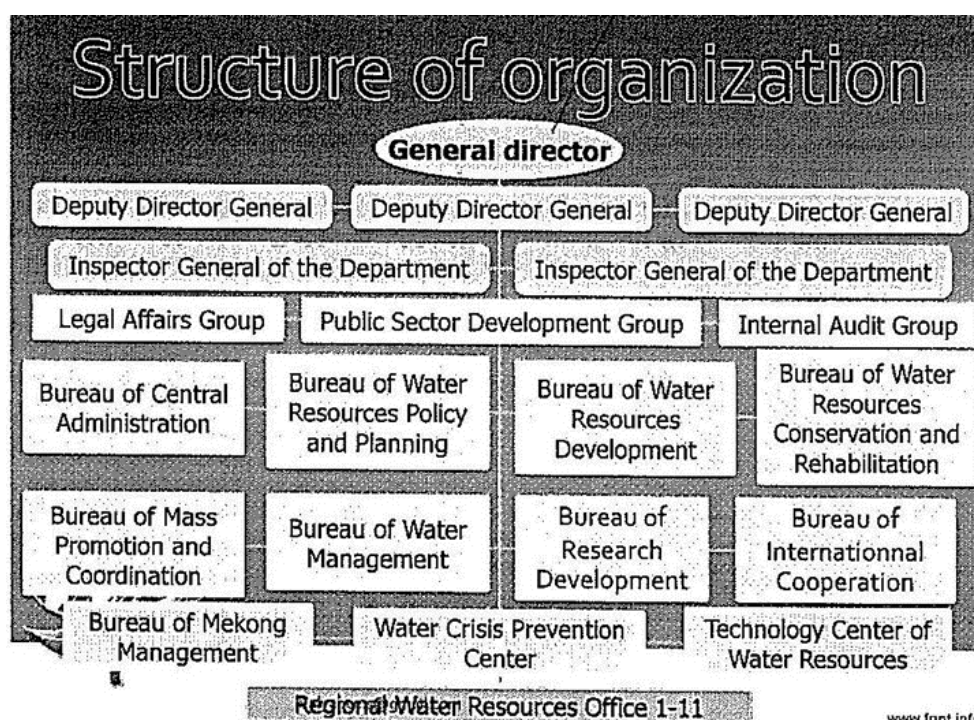 Structure of organization
General director
Deputy Director General
Deputy Director General
Deputy Director General
Inspector General of the Department
Inspector General of the Department
Legal Affairs Group
Public Sector Development Group
Internal Audit Group
Bureau of Central
Administration
Bureau of Water
Resources Policy
and Planning
Bureau of Water
Resources
Development
Bureau of Water
Resources
Conservation and
Rehabilitation
Bureau of Mass
Promotion and
Coordination
Bureau of Water
Management
Bureau of
Research
Development
Bureau of
Internationnal
Cooperation
Bureau of Mekong
Management
Water Crisis Prevention
Center
Technology Center of
Water Resources
Regional Water Resources Office 1-11